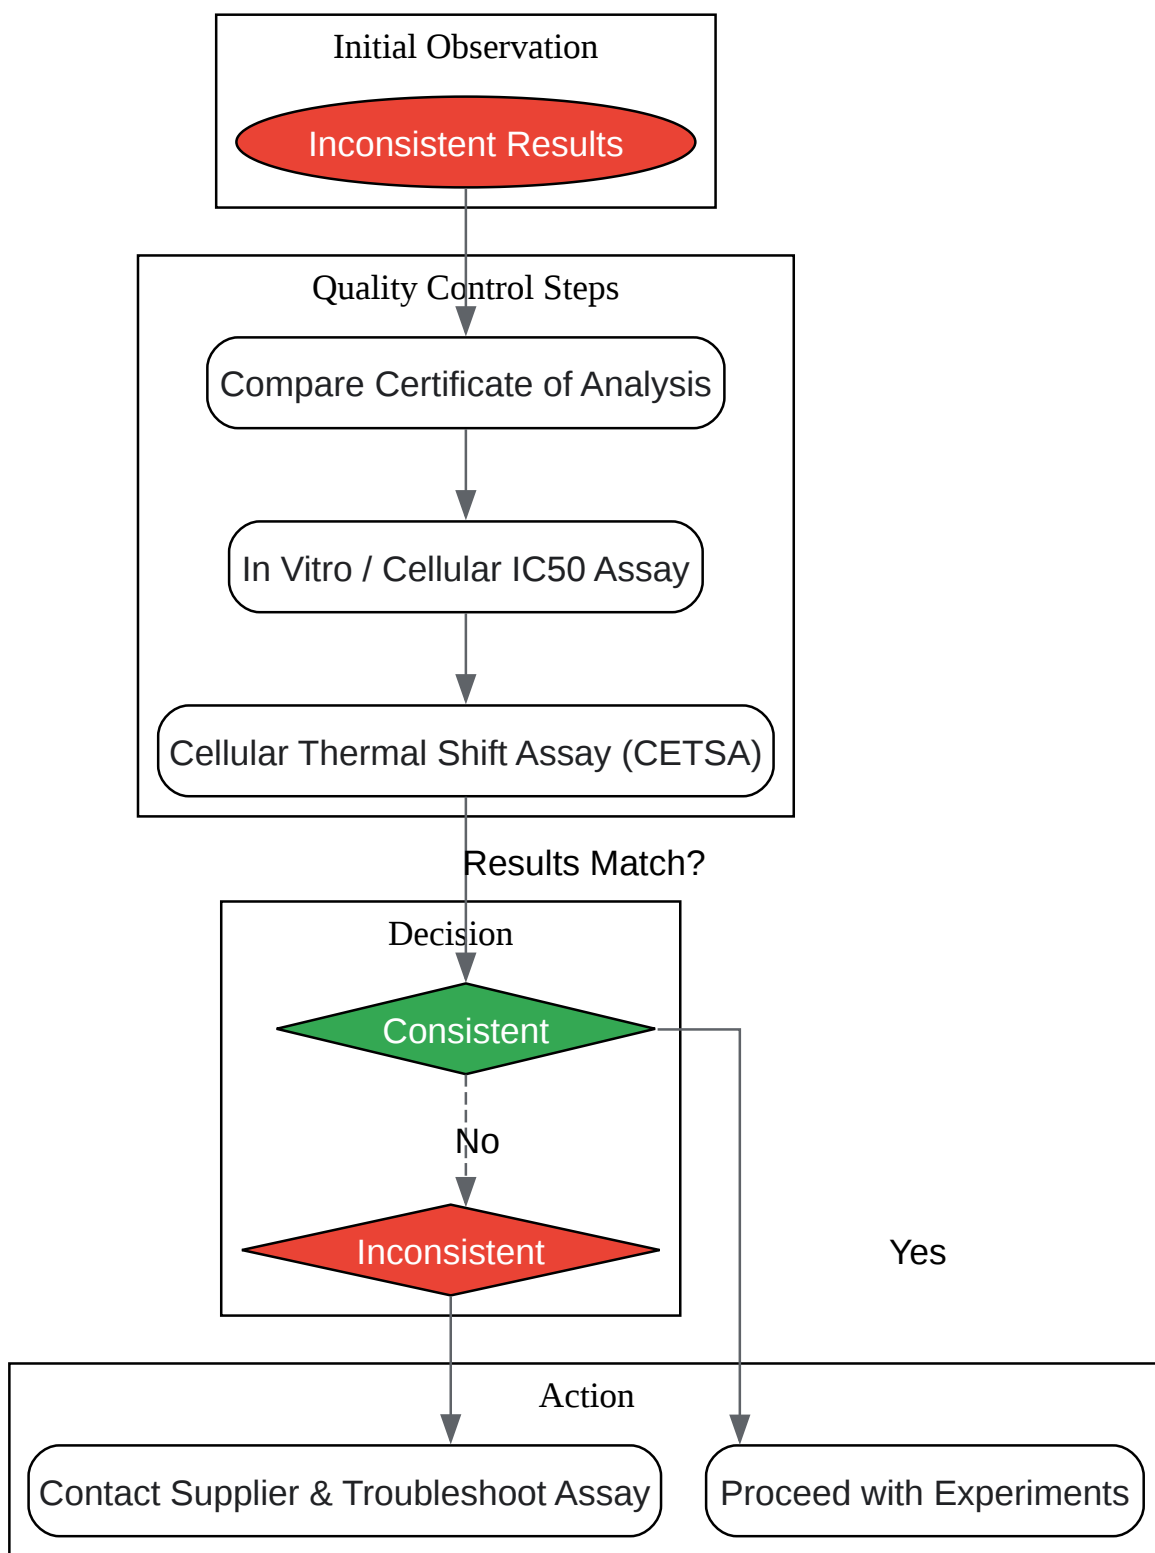 Initial Observation
Inconsistent Results
Quality Control Steps
Compare Certificate of Analysis
In Vitro / Cellular IC50 Assay
Cellular Thermal Shift Assay (CETSA)
Results Match?
Decision
Consistent
No
Inconsistent
Yes
Action
Contact Supplier & Troubleshoot Assay
Proceed with Experiments